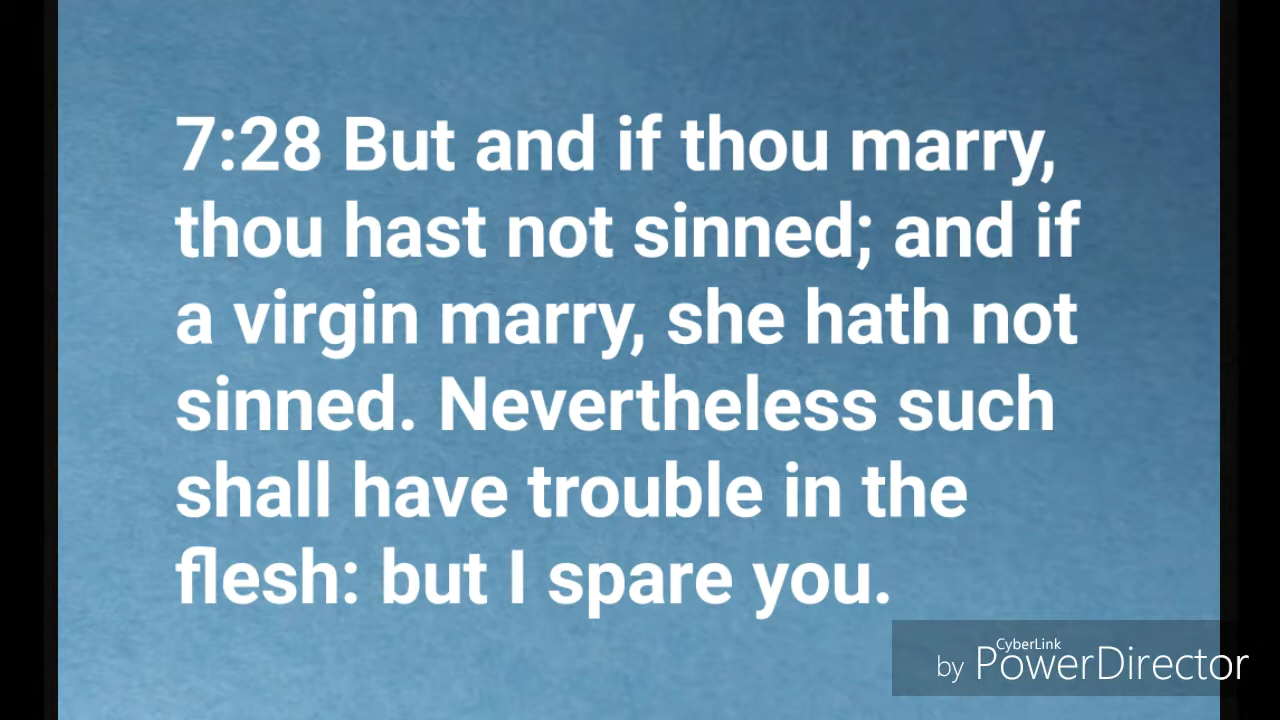 7:28 But and if thou marry,
thou hast not sinned; and if
a virgin marry, she hath not
sinned. Nevertheless such
shall have trouble in the
flesh: but I spare you.
CyberLink
by PowerDirector